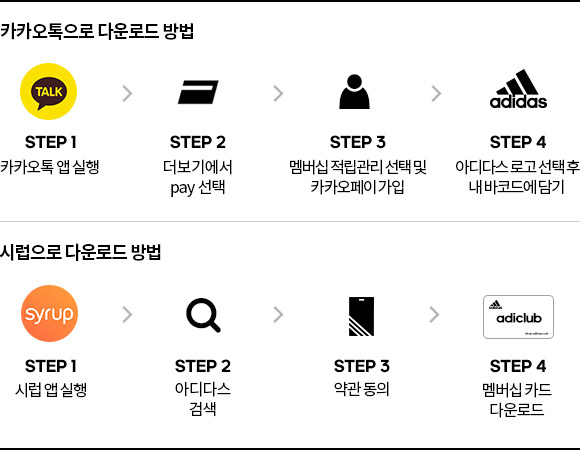 카카오톡으로 다운로드 방법
TALK
adidas
STEP 1
STEP 2
STEP 3
STEP 4
카카오톡 앱 실행
더보기에서
pay 선택
멤버십 적립관리 선택 및
카카오페이 가입
아디다스 로고 선택 후
내 바코드에 담기
시럽으로 다운로드 방법
syrup
adiclub
STEP 1
STEP 2
STEP 3
STEP 4
시럽 앱 실행
아디다스
검색
약관 동의
멤버십 카드
다운로드